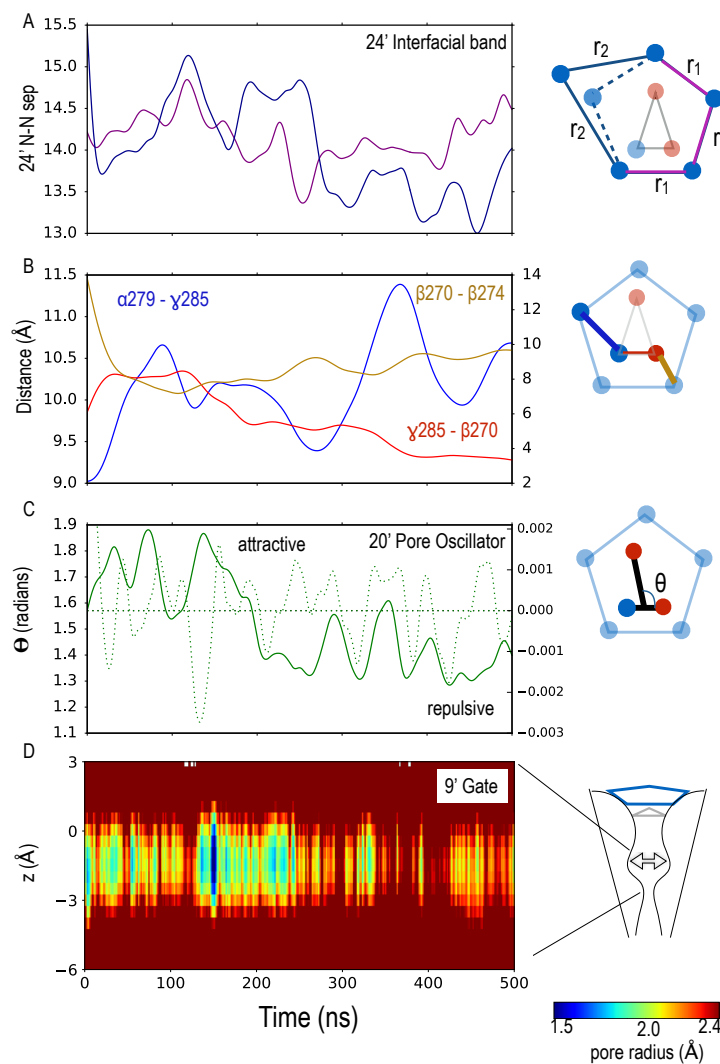 A
15.5
24' Interfacial band
15.0
14.5
14.0
13.5
13.0
24' N-N sep
r2
r1
r2
r
r1
B
11.5
14
α279 - ɣ285
β270 - β274
11.0
12
10.5
10
10.0
8
6
9.5
ɣ285 - β270
4
9.0
2
Distance (Å)
C
1.9
attractive
20' Pore Oscillator
0.002
1.8
0.001
1.7
1.6
0.000
1.5
−0.001
1.4
1.3
−0.002
1.2
repulsive
1.1
−0.003
Θ (radians)
θ
D
3
9' Gate
0
−3
−6
z (Å)
0 100 200 300 400 500
Time (ns)
1.5 2.0 2.4
pore radius (Å)